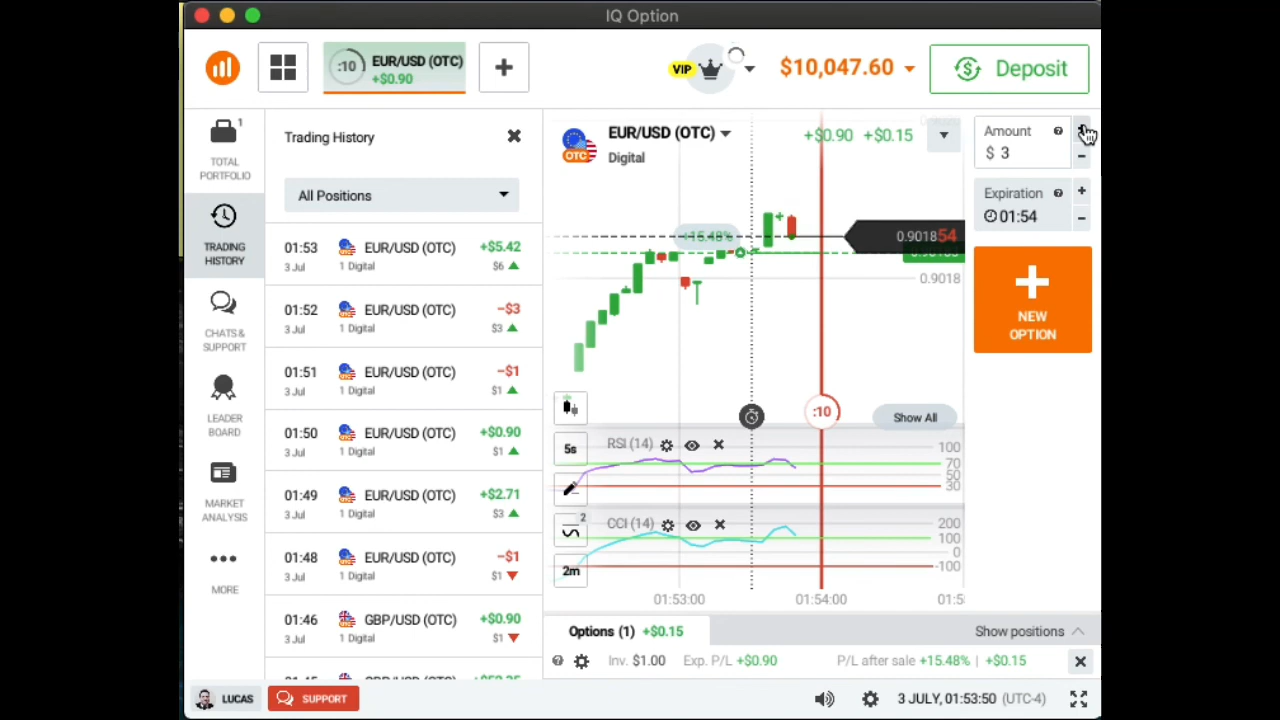 IQ Option
:10
EUR/USD (OTC)
+$0.90
VIP
$10,047.60
Deposit
1
TOTAL
PORTFOLIO
TRADING
HISTORY
CHATS &
SUPPORT
LEADER
BOARD
MARKET
ANALYSIS
MORE
Trading History
All Positions
01:53 EUR/USD (OTC) +$5.42
3 Jul 1 Digital $6
01:52 EUR/USD (OTC) -$3
3 Jul 1 Digital $3
01:51 EUR/USD (OTC) -$1
3 Jul 1 Digital $1
01:50 EUR/USD (OTC) +$0.90
3 Jul 1 Digital $1
01:49 EUR/USD (OTC) +$2.71
3 Jul 1 Digital $3
01:48 EUR/USD (OTC) -$1
3 Jul 1 Digital $1
01:46 GBP/USD (OTC) +$0.90
3 Jul 1 Digital $1
OTC
EUR/USD (OTC)
Digital
+$0.90 +$0.15
+15.48%
0.901854
0.9018
:10
Show All
5s
RSI (14)
100
70
50
30
2
CCI (14)
200
100
0
-100
2m
01:53:00 01:54:00
Amount
$ 3
Expiration
01:54
NEW
OPTION
Options (1) +$0.15
Show positions
Inv. $1.00 Exp. P/L +$0.90 P/L after sale +15.48% | +$0.15
LUCAS
SUPPORT
3 JULY, 01:53:50 (UTC-4)